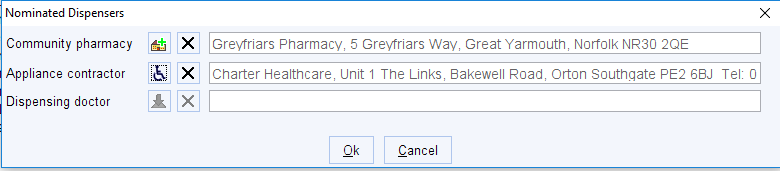 Nominated Dispensers
Community pharmacy Greyfriars Pharmacy, 5 Greyfriars Way, Great Yarmouth, Norfolk NR30 2QE
Appliance contractor Charter Healthcare, Unit 1 The Links, Bakewell Road, Orton Southgate PE2 6BJ Tel: 0
Dispensing doctor
Ok Cancel